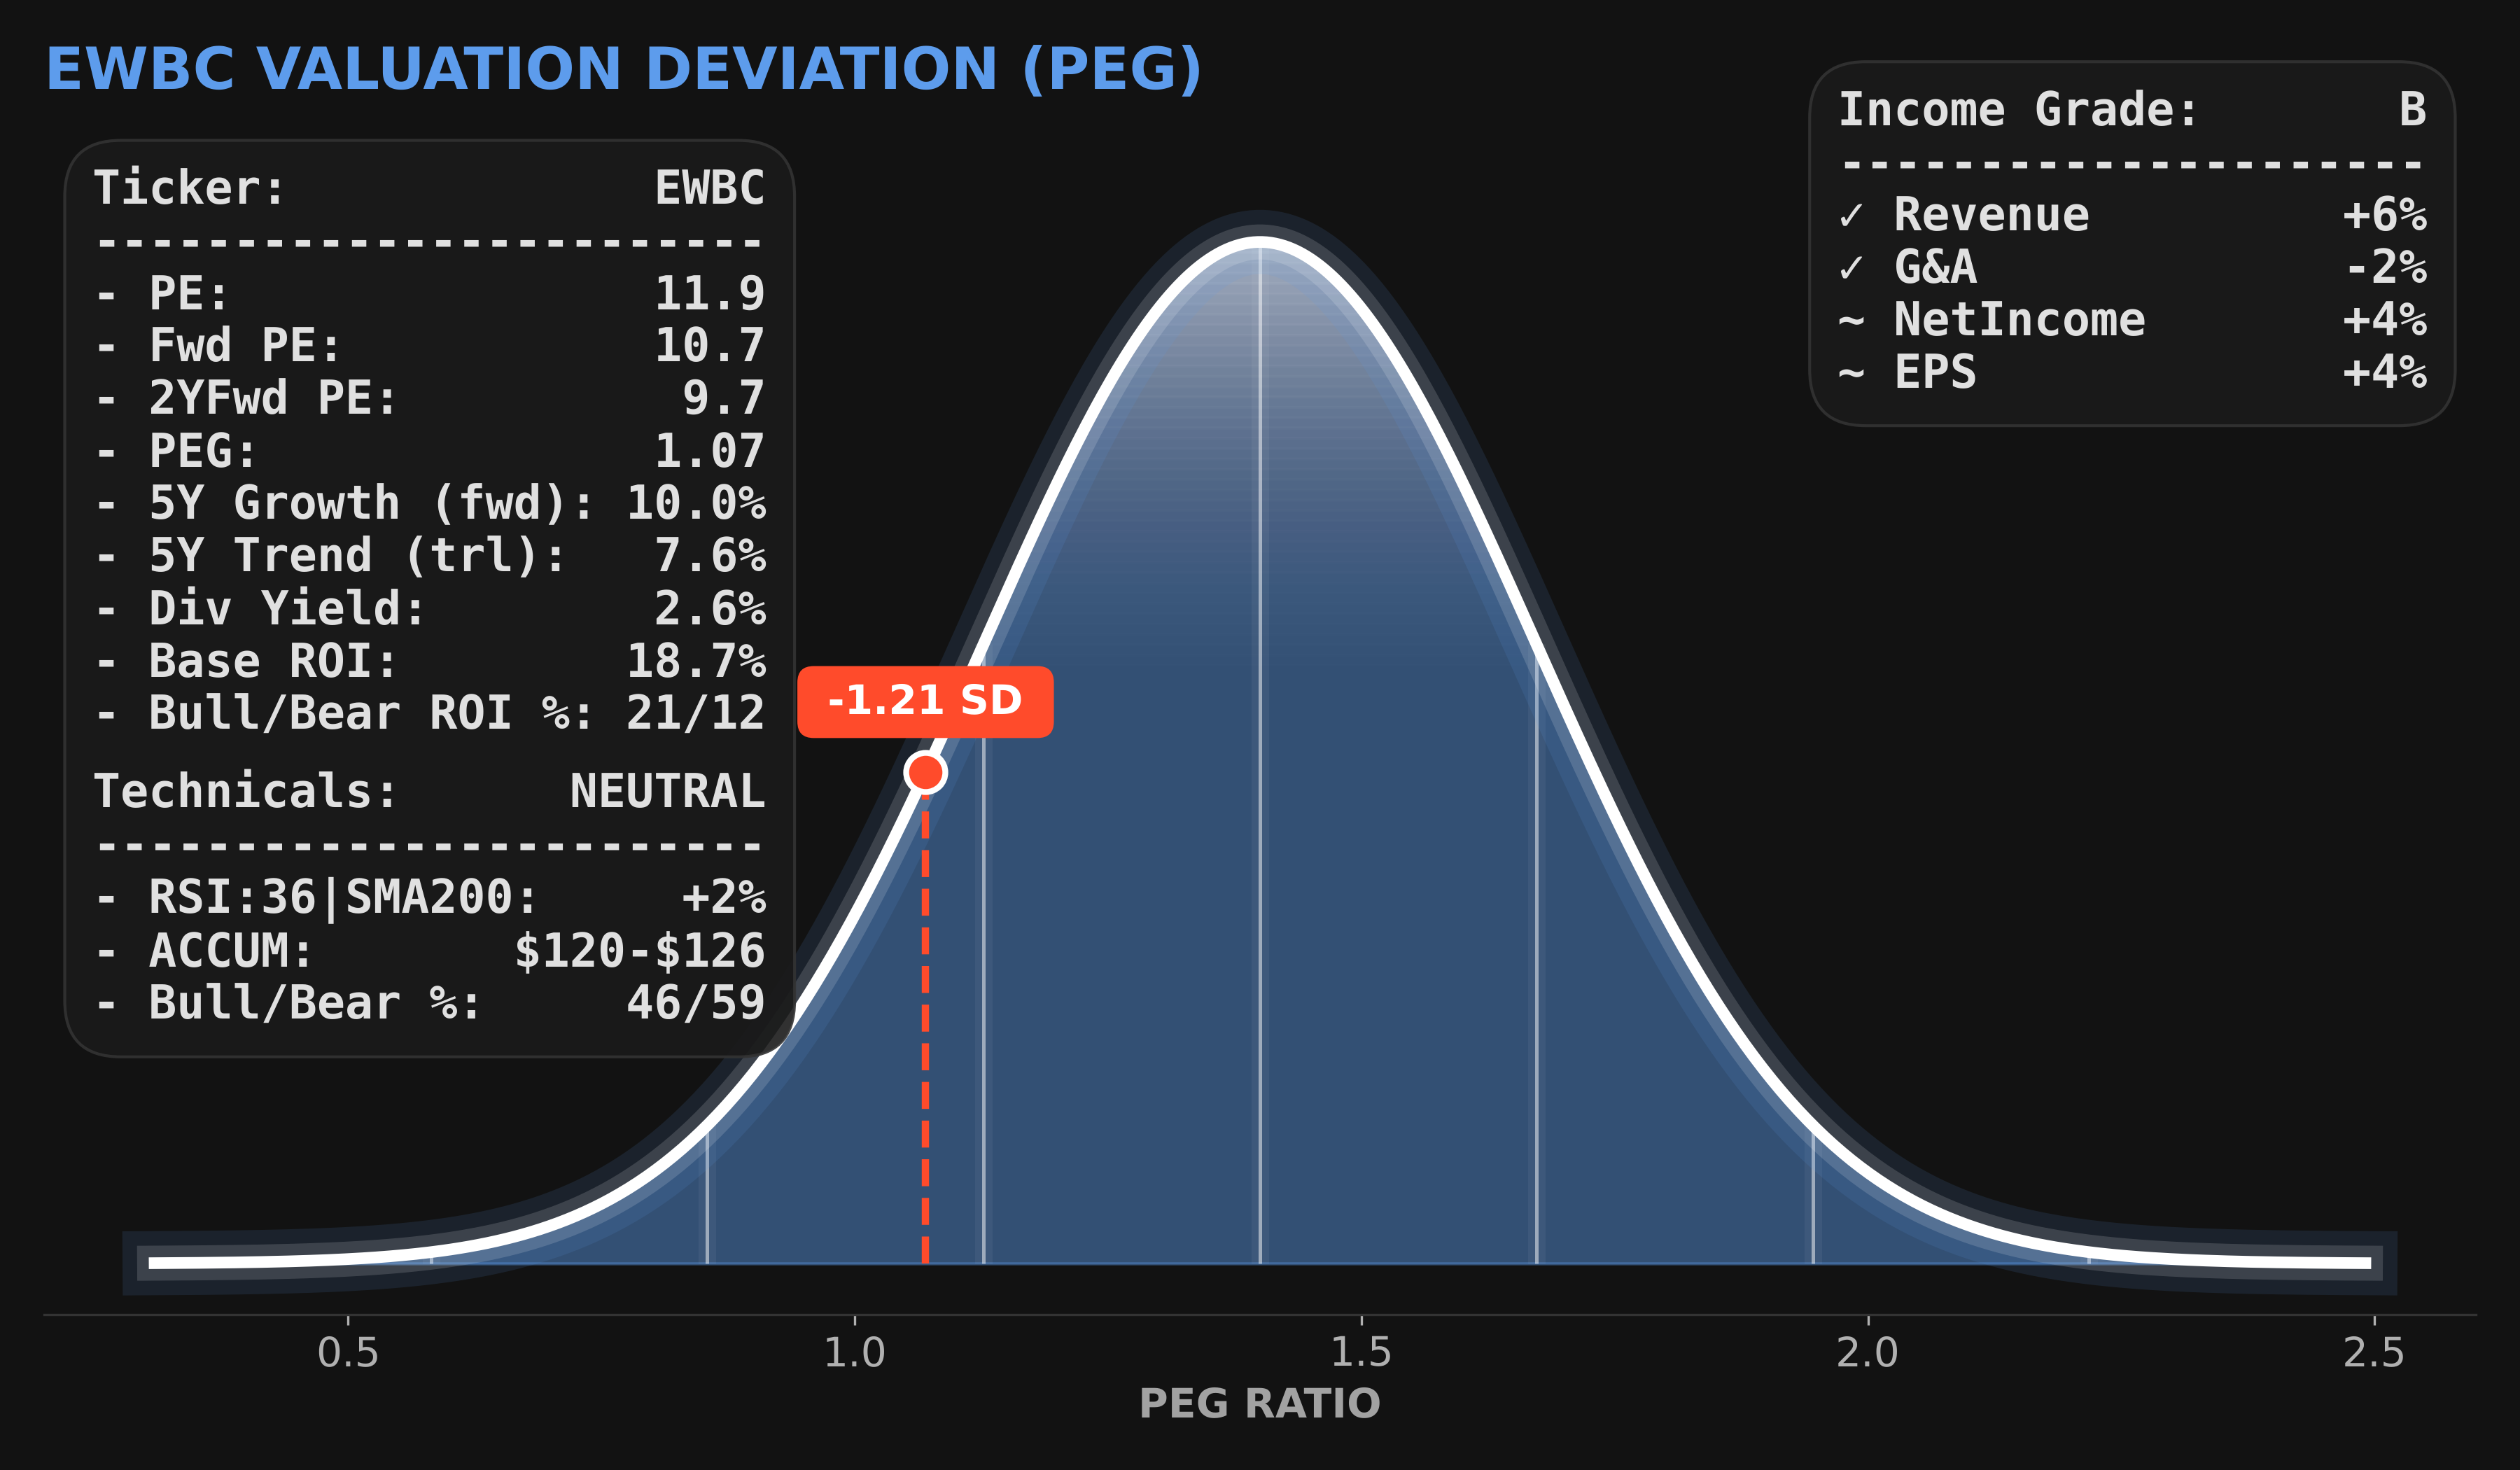 EWBC VALUATION DEVIATION (PEG)
Ticker: EWBC
------------------------
- PE: 11.9
- Fwd PE: 10.7
- 2YFwd PE: 9.7
- PEG: 1.07
- 5Y Growth (fwd): 10.0%
- 5Y Trend (trl): 7.6%
- Div Yield: 2.6%
- Base ROI: 18.7%
- Bull/Bear ROI %: 21/12
Technicals: NEUTRAL
------------------------
- RSI:36|SMA200: +2%
- ACCUM: $120-$126
- Bull/Bear %: 46/59
Income Grade: B
---------------------
✓ Revenue +6%
✓ G&A -2%
~ NetIncome +4%
~ EPS +4%
-1.21 SD
0.5 1.0 1.5 2.0 2.5
PEG RATIO